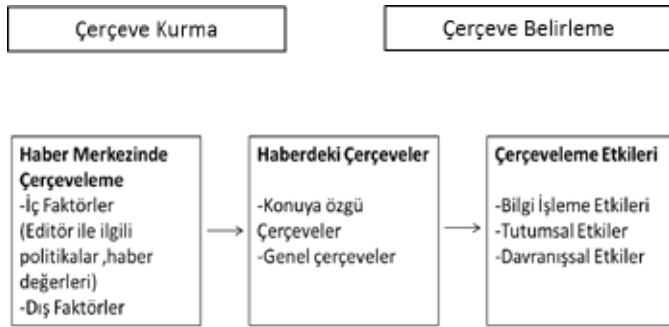 Çerçeve Kurma
Çerçeve Belirleme
Haber Merkezinde
Çerçeveleme
-İç Faktörler
(Editör ile ilgili
politikalar ,haber
değerleri)
-Dış Faktörler
Haberdeki Çerçeveler
-Konuya özgü
Çerçeveler
-Genel çerçeveler
Çerçeveleme Etkileri
-Bilgi İşleme Etkileri
-Tutumsal Etkiler
-Davranışsal Etkiler